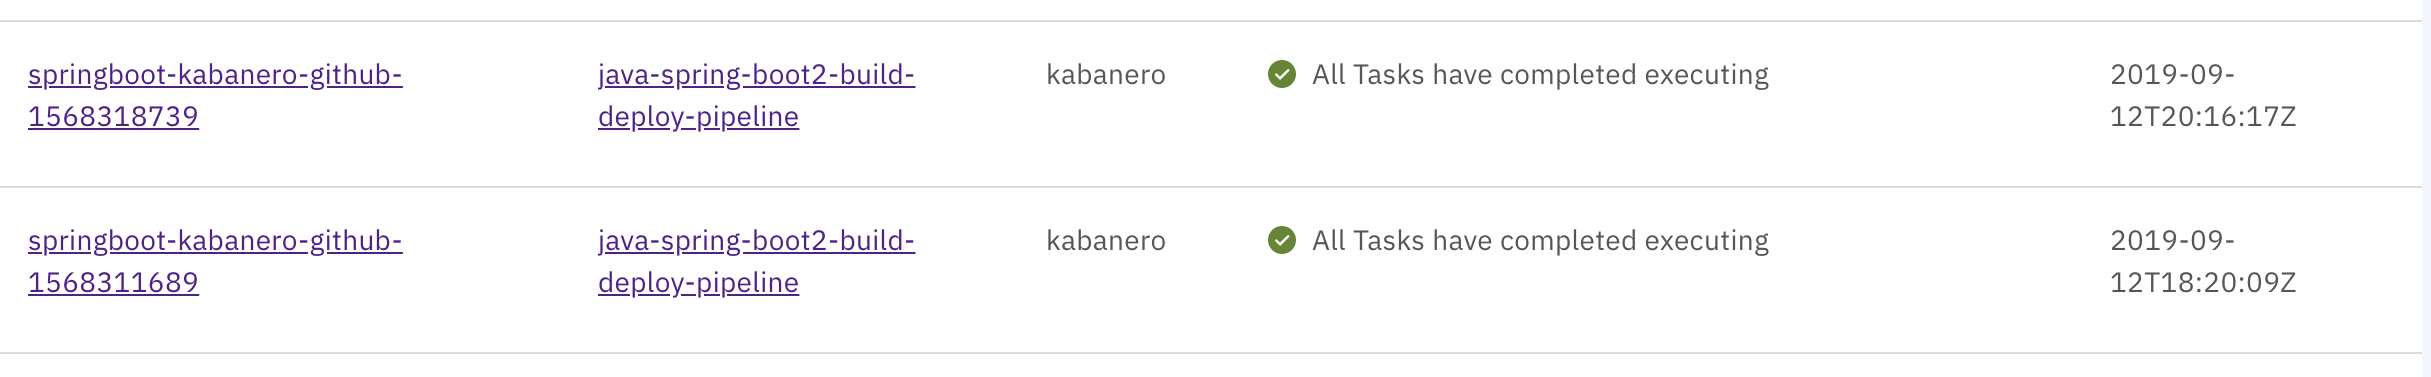 springboot-kabanero-github- java-spring-boot2-build- kabanero All Tasks have completed executing 2019-09-
1568318739 deploy-pipeline 12T20:16:17Z
springboot-kabanero-github- java-spring-boot2-build- kabanero All Tasks have completed executing 2019-09-
1568311689 deploy-pipeline 12T18:20:09Z